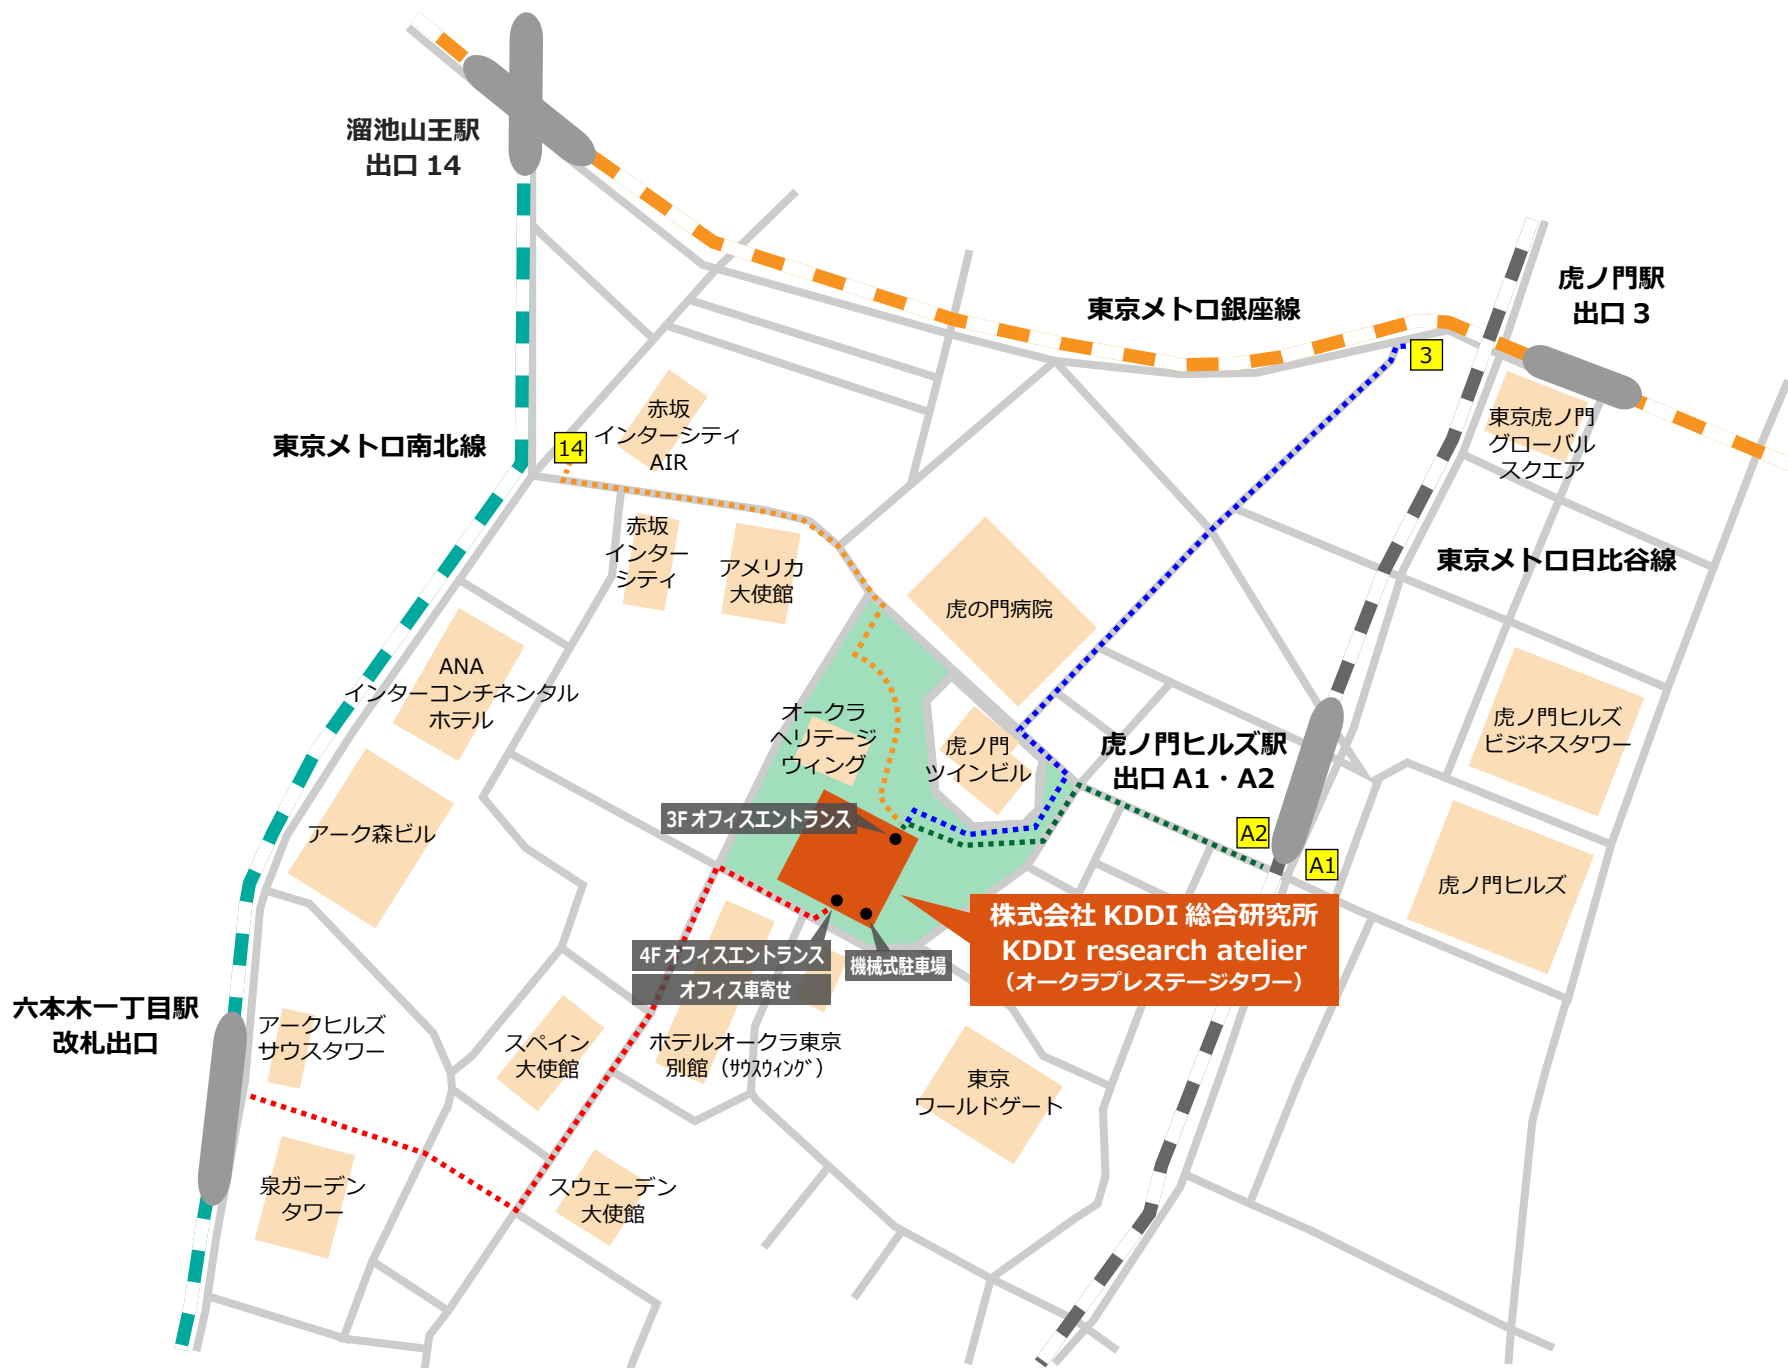 溜池山王駅
出口 14
虎ノ門駅
出口 3
東京メトロ銀座線
3
東京虎ノ門
グローバル
スクエア
赤坂
インターシティ
AIR
14
東京メトロ南北線
赤坂
インター
シティ
アメリカ
大使館
東京メトロ日比谷線
虎の門病院
ANA
インターコンチネンタル
ホテル
オークラ
ヘリテージ
ウィング
虎ノ門
ツインビル
虎ノ門ヒルズ駅
出口 A1・A2
虎ノ門ヒルズ
ビジネスタワー
アーク森ビル
3F オフィスエントランス
A2
A1
虎ノ門ヒルズ
株式会社 KDDI 総合研究所
KDDI research atelier
（オークラプレステージタワー）
4F オフィスエントランス
オフィス車寄せ
機械式駐車場
六本木一丁目駅
改札出口
アークヒルズ
サウスタワー
スペイン
大使館
ホテルオークラ東京
別館（ｻｳｽｳｨﾝｸﾞ）
東京
ワールドゲート
泉ガーデン
タワー
スウェーデン
大使館